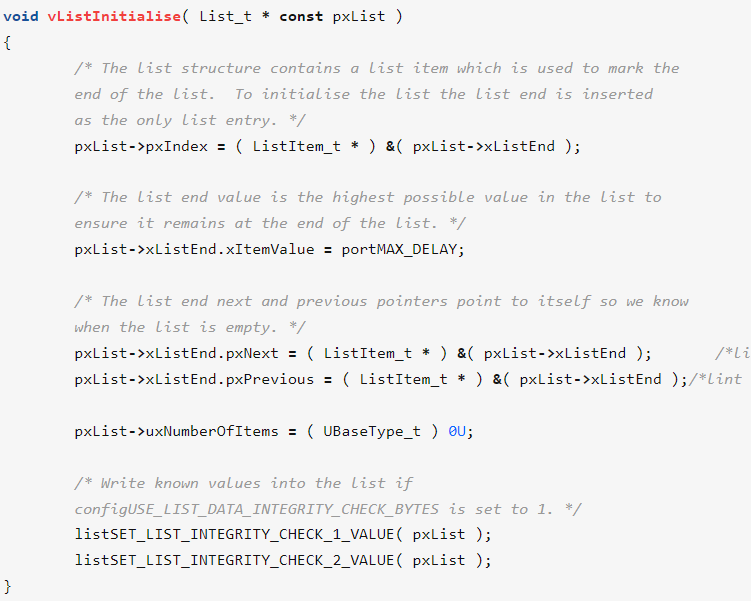 void vListInitialise( List_t * const pxList )
{
/* The list structure contains a list item which is used to mark the
end of the list.  To initialise the list the list end is inserted
as the only list entry. */
pxList->pxIndex = ( ListItem_t * ) &( pxList->xListEnd );
/* The list end value is the highest possible value in the list to
ensure it remains at the end of the list. */
pxList->xListEnd.xItemValue = portMAX_DELAY;
/* The list end next and previous pointers point to itself so we know
when the list is empty. */
pxList->xListEnd.pxNext = ( ListItem_t * ) &( pxList->xListEnd );       /*li
pxList->xListEnd.pxPrevious = ( ListItem_t * ) &( pxList->xListEnd );/*lint
pxList->uxNumberOfItems = ( UBaseType_t ) 0U;
/* Write known values into the list if
configUSE_LIST_DATA_INTEGRITY_CHECK_BYTES is set to 1. */
listSET_LIST_INTEGRITY_CHECK_1_VALUE( pxList );
listSET_LIST_INTEGRITY_CHECK_2_VALUE( pxList );
}